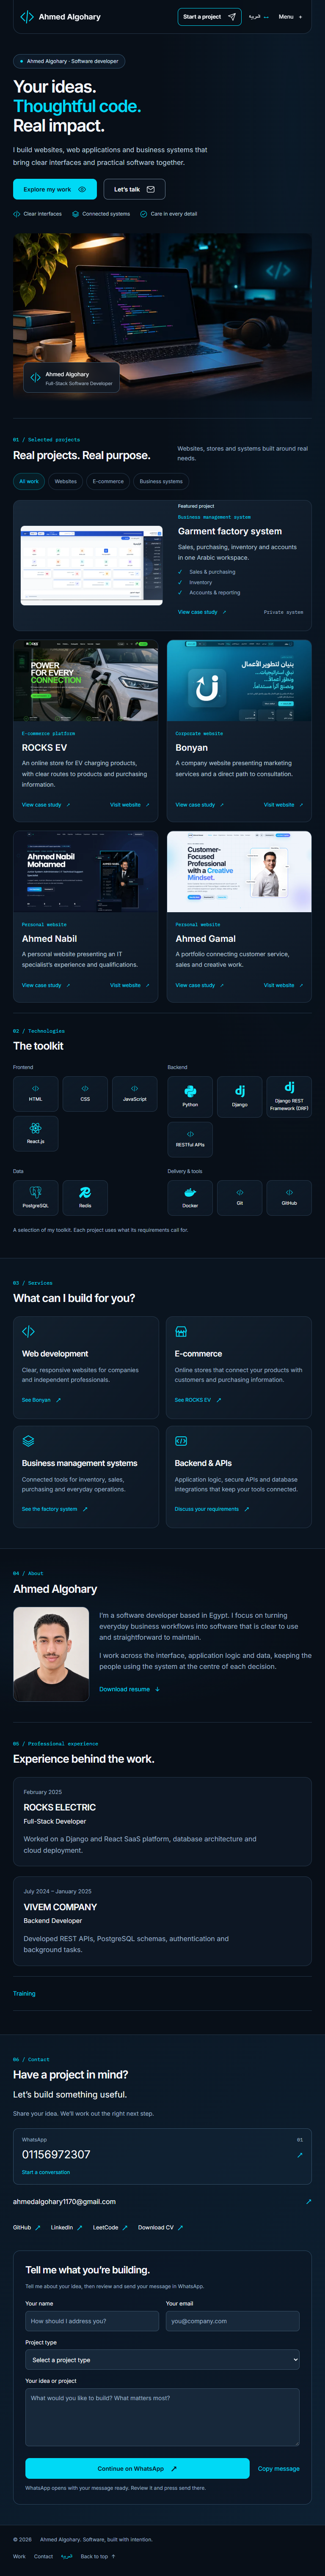 Ahmed Algohary
Start a project
العربية
Menu +
Ahmed Algohary · Software developer
Your ideas.
Thoughtful code.
Real impact.
I build websites, web applications and business systems that
bring clear interfaces and practical software together.
Explore my work
Let's talk
Clear interfaces
Connected systems
Care in every detail
Ahmed Algohary
Full-Stack Software Developer
01 / Selected projects
Real projects. Real purpose.
Websites, stores and systems built around real
needs.
All work
Websites
E-commerce
Business systems
Featured project
Business management system
Garment factory system
Sales, purchasing, inventory and accounts
in one Arabic workspace.
✓ Sales & purchasing
✓ Inventory
✓ Accounts & reporting
View case study ↗
Private system
POWER
FOR EVERY
CONNECTION
E-commerce platform
ROCKS EV
An online store for EV charging products,
with clear routes to products and purchasing
information.
View case study ↗
Visit website ↗
بنيان لتطوير الأعمال
Corporate website
Bonyan
A company website presenting marketing
services and a direct path to consultation.
View case study ↗
Visit website ↗
Ahmed Nabil
Mohamed
Personal website
Ahmed Nabil
A personal website presenting an IT
specialist's experience and qualifications.
View case study ↗
Visit website ↗
Customer-
Focused
Professional
with a Creative
Mindset.
Personal website
Ahmed Gamal
A portfolio connecting customer service,
sales and creative work.
View case study ↗
Visit website ↗
02 / Technologies
The toolkit
Frontend
HTML
CSS
JavaScript
React.js
Backend
Python
Django
Django REST
Framework (DRF)
RESTful APIs
Data
PostgreSQL
Redis
Delivery & tools
Docker
Git
GitHub
A selection of my toolkit. Each project uses what its requirements call for.
03 / Services
What can I build for you?
Web development
Clear, responsive websites for companies
and independent professionals.
See Bonyan ↗
E-commerce
Online stores that connect your products with
customers and purchasing information.
See ROCKS EV ↗
Business management systems
Connected tools for inventory, sales,
purchasing and everyday operations.
See the factory system ↗
Backend & APIs
Application logic, secure APIs and database
integrations that keep your tools connected.
Discuss your requirements ↗
04 / About
Ahmed Algohary
I'm a software developer based in Egypt. I focus on turning
everyday business workflows into software that is clear to use
and straightforward to maintain.
I work across the interface, application logic and data, keeping the
people using the system at the centre of each decision.
Download resume ↓
05 / Professional experience
Experience behind the work.
February 2025
ROCKS ELECTRIC
Full-Stack Developer
Worked on a Django and React SaaS platform, database architecture and
cloud deployment.
July 2024 – January 2025
VIVEM COMPANY
Backend Developer
Developed REST APIs, PostgreSQL schemas, authentication and
background tasks.
Training
06 / Contact
Have a project in mind?
Let's build something useful.
Share your idea. We'll work out the right next step.
WhatsApp
01
01156972307
↗
Start a conversation
ahmedalgohary1170@gmail.com ↗
GitHub ↗
LinkedIn ↗
LeetCode ↗
Download CV ↗
Tell me what you're building.
Tell me about your idea, then review and send your message in WhatsApp.
Your name
How should I address you?
Your email
you@company.com
Project type
Select a project type
Your idea or project
What would you like to build? What matters most?
Continue on WhatsApp ↗
Copy message
WhatsApp opens with your message ready. Review it and press send there.
© 2026 Ahmed Algohary. Software, built with intention.
Work
Contact
العربية
Back to top ↑